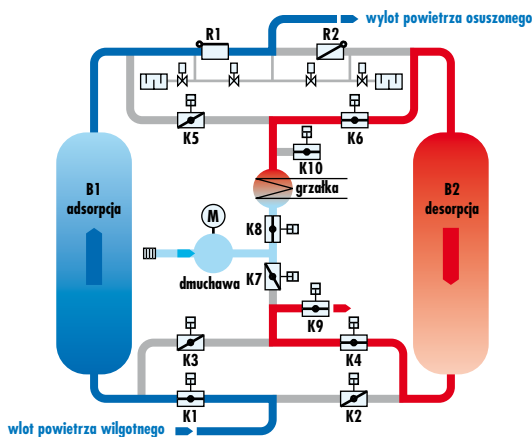 wylot powietrza osuszonego
R1
R2
K5
K6
K10
B1
adsorpcja
B2
desorpcja
grzałka
M
K8
dmuchawa
K7
K9
K3
K4
K1
K2
wlot powietrza wilgotnego